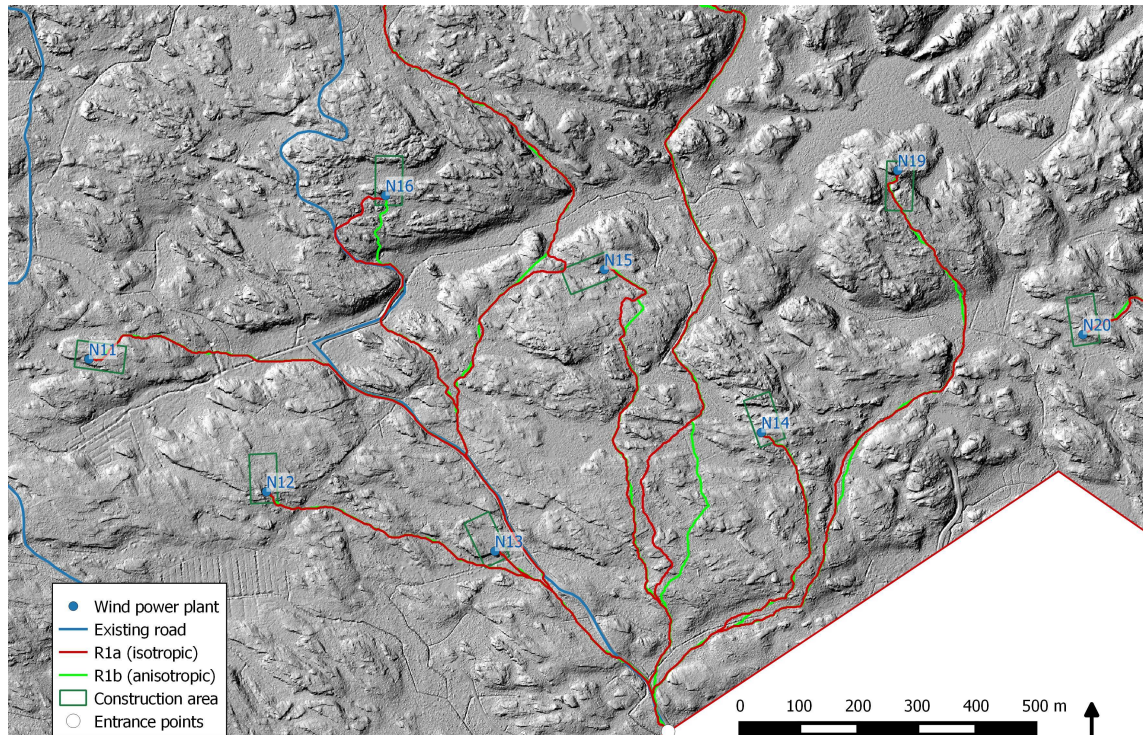 N19
N16
N15
N20
N11
N14
N12
N13
Wind power plant
Existing road
R1a (isotropic)
R1b (anisotropic)
Construction area
Entrance points
0 100 200 300 400 500 m